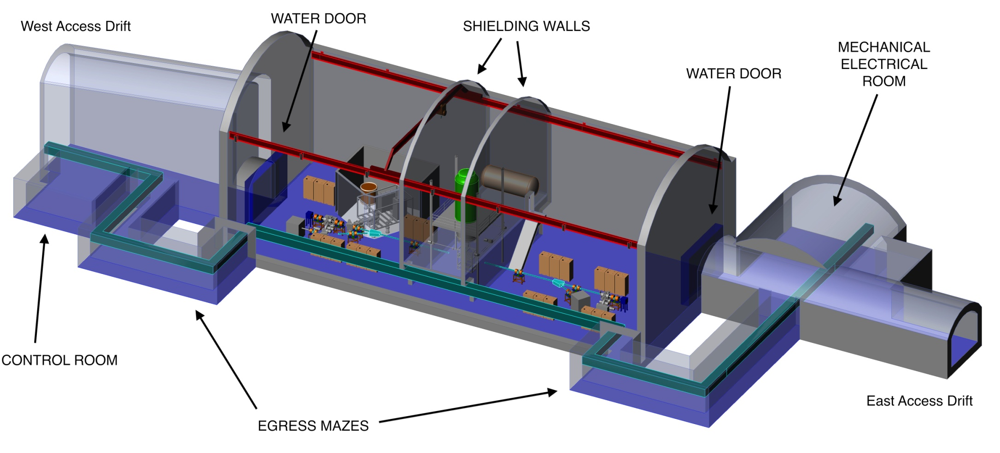 West Access Drift
WATER DOOR
SHIELDING WALLS
MECHANICAL
ELECTRICAL
ROOM
WATER DOOR
CONTROL ROOM
EGRESS MAZES
East Access Drift